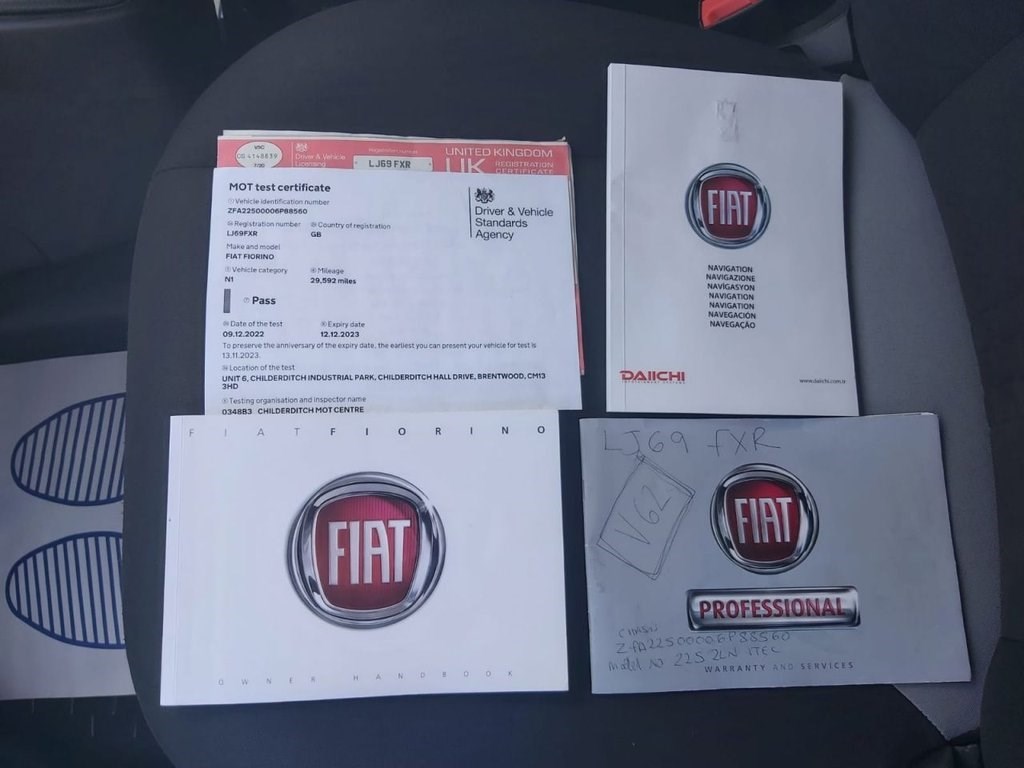 V5C
Driver & Vehicle
Licensing
LJ69 FXR
UNITED KINGDOM
UK REGISTRATION
CERTIFICATE
MOT test certificate
Vehicle identification number
ZFA22500006P88560
Registration number Country of registration
LJ69FXR GB
Make and model
FIAT FIORINO
Vehicle category Mileage
N1 29,592 miles
Pass
Date of the test Expiry date
09.12.2022 12.12.2023
To preserve the anniversary of the expiry date, the earliest you can present your vehicle for test is
13.11.2023.
Location of the test
UNIT 6, CHILDERDITCH INDUSTRIAL PARK, CHILDERDITCH HALL DRIVE, BRENTWOOD, CM13
3HD
Testing organisation and inspector name
0348B3 CHILDERDITCH MOT CENTRE
Driver & Vehicle
Standards
Agency
FIAT
NAVIGATION
NAVIGAZIONE
NAVİGASYON
NAVIGATION
NAVIGATION
NAVEGACIÓN
NAVEGAÇÃO
DAIICHI
www.daiichi.com.tr
FIAT FIORINO
FIAT
OWNER HANDBOOK
LJ69 FXR
V62
FIAT
PROFESSIONAL
ZFA22500006P88560
Model no 225 2LN
WARRANTY AND SERVICES